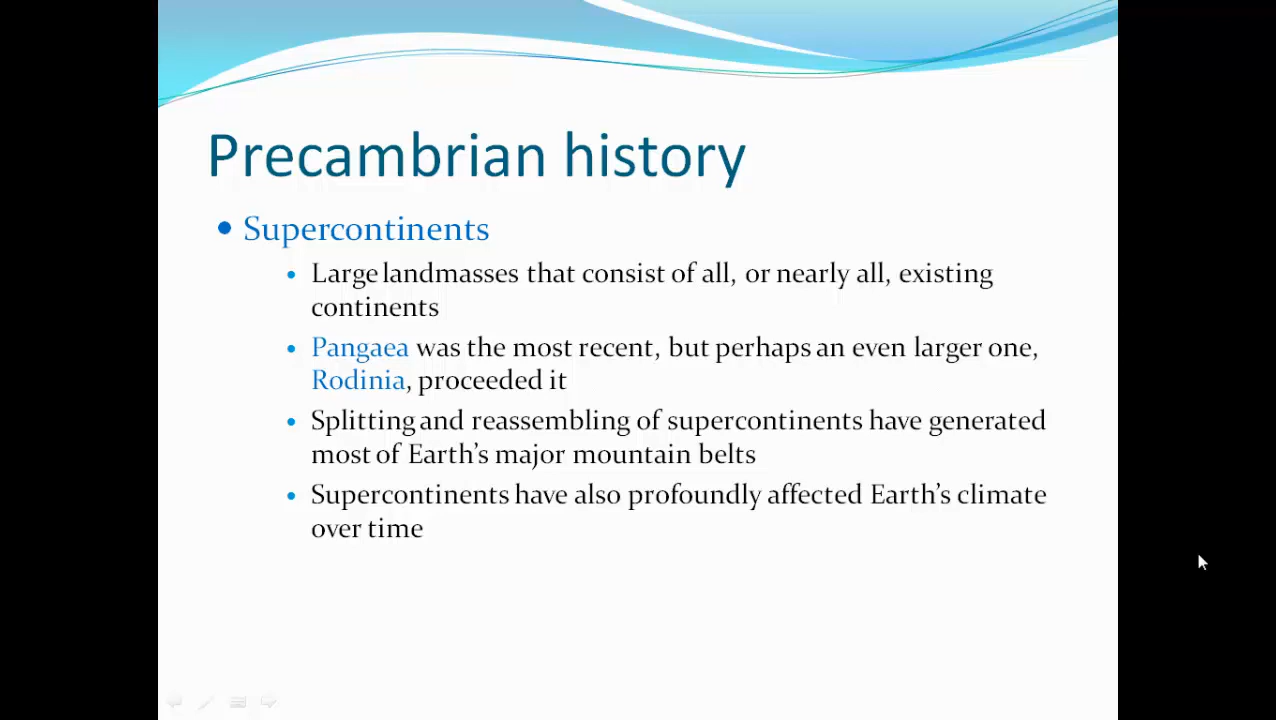 Precambrian history
• Supercontinents
• Large landmasses that consist of all, or nearly all, existing
continents
• Pangaea was the most recent, but perhaps an even larger one,
Rodinia, proceeded it
• Splitting and reassembling of supercontinents have generated
most of Earth's major mountain belts
• Supercontinents have also profoundly affected Earth's climate
over time